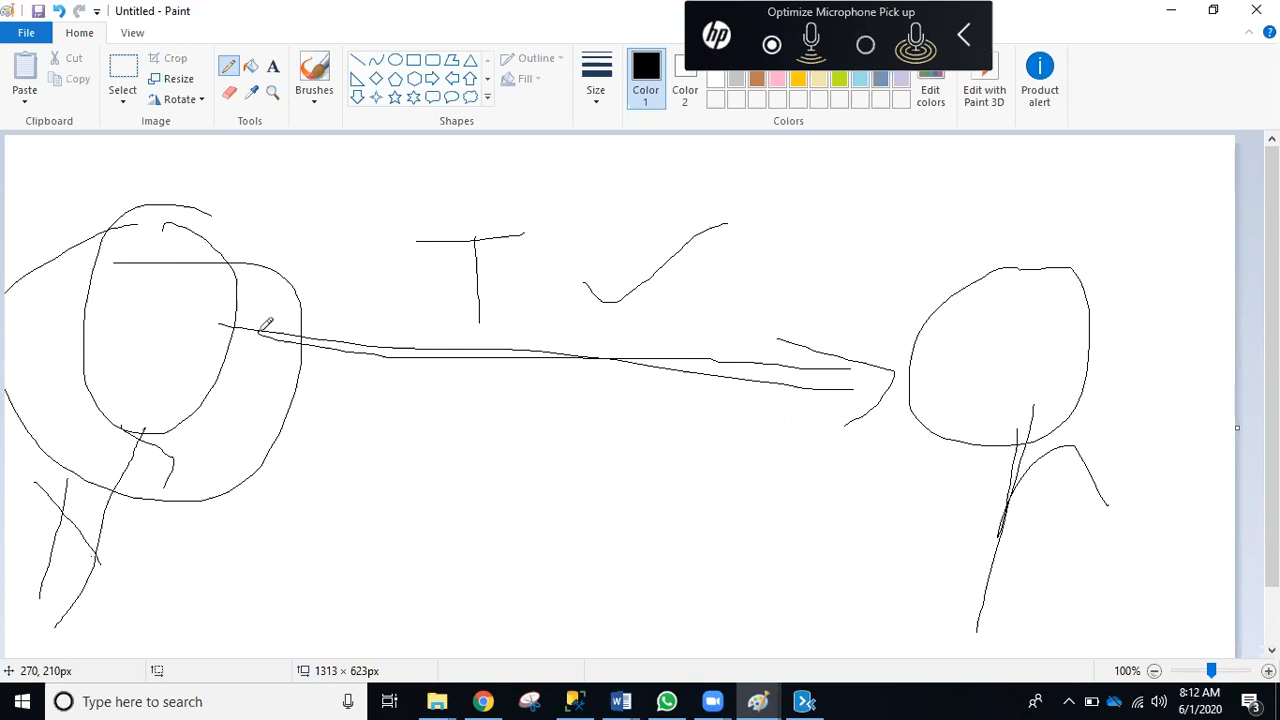 Untitled - Paint
Optimize Microphone Pick up
hp
File
Home
View
Paste
Cut
Copy
Clipboard
Select
Crop
Resize
Rotate
Image
A
Tools
Brushes
Outline
Fill
Shapes
Size
Color 1
Color 2
Edit colors
Colors
Edit with Paint 3D
Product alert
T
270, 210px
1313 × 623px
100%
Type here to search
8:12 AM
6/1/2020
3